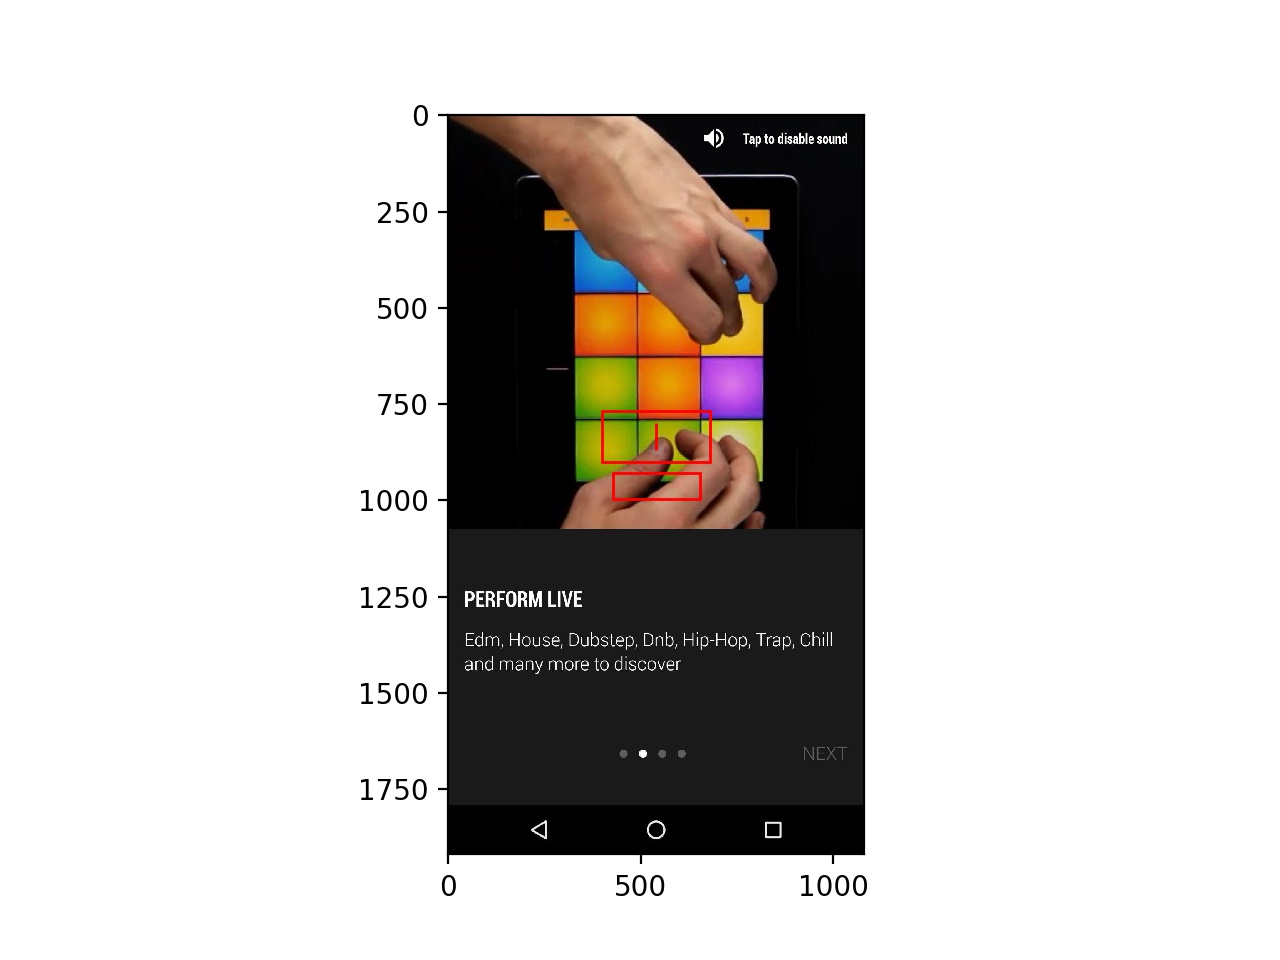 Tap to disable sound
0
250
500
750
1000
1250
1500
1750
PERFORM LIVE
Edm, House, Dubstep, Dnb, Hip-Hop, Trap, Chill
and many more to discover
NEXT
0
500
1000